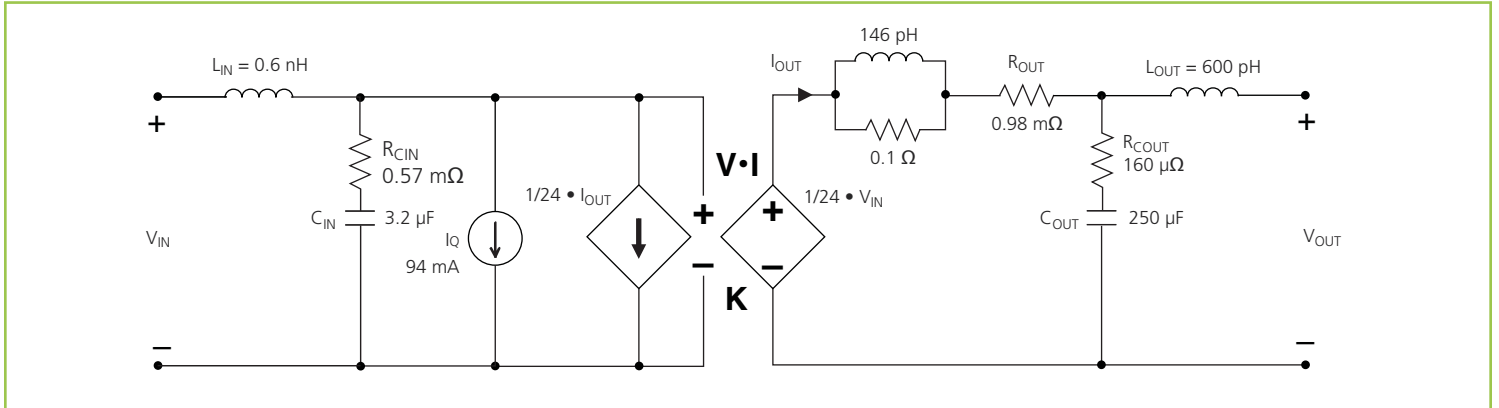 L_IN = 0.6 nH
+
R_CIN
0.57 mΩ
C_IN
3.2 µF
V_IN
I_Q
94 mA
1/24 • I_OUT
−
+
−
V•I
K
1/24 • V_IN
+
−
I_OUT
146 pH
0.1 Ω
R_OUT
0.98 mΩ
L_OUT = 600 pH
+
R_COUT
160 µΩ
C_OUT
250 µF
V_OUT
−